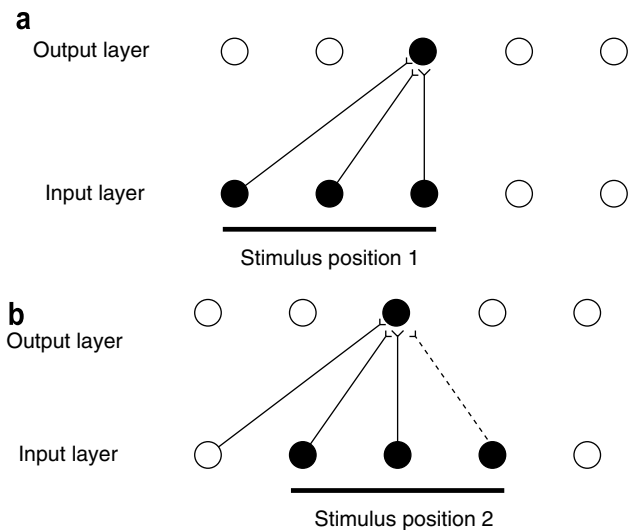 a
Output layer
Input layer
Stimulus position 1
b
Output layer
Input layer
Stimulus position 2